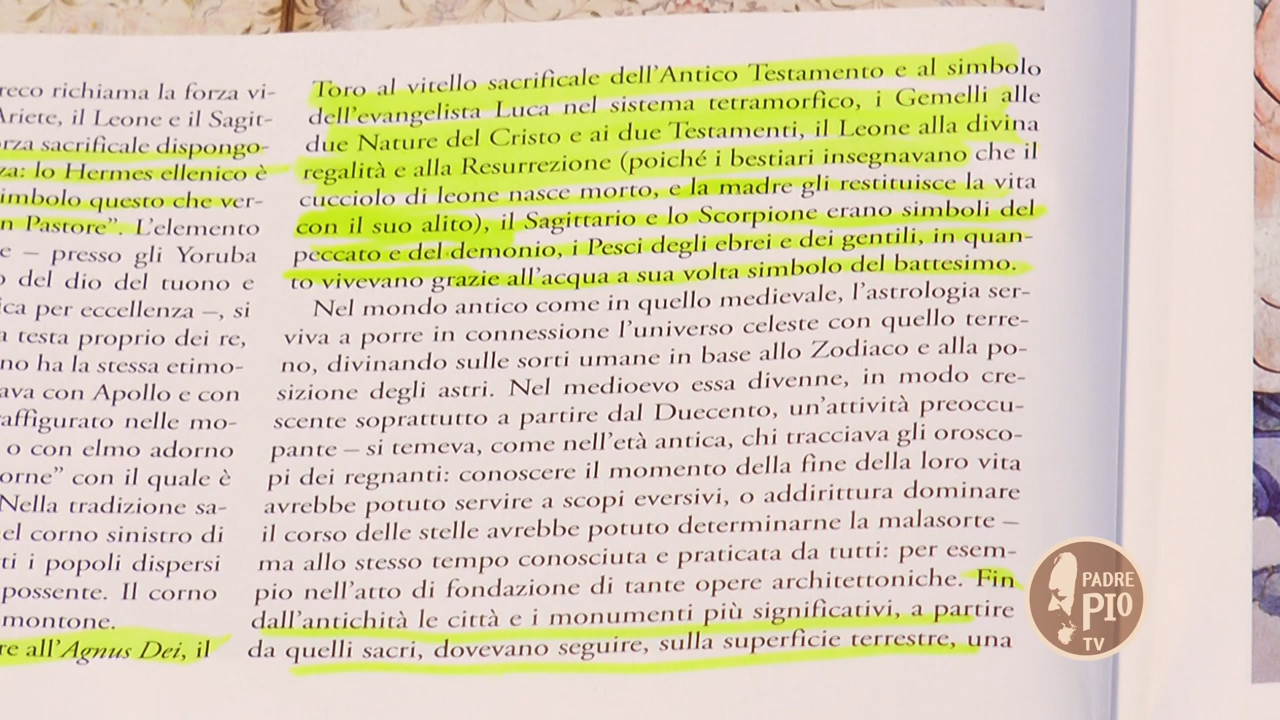 reco richiama la forza vi-
Ariete, il Leone e il Sagit-
orza sacrificale dispongo-
za: lo Hermes ellenico è
imbolo questo che ver-
n Pastore”. L’elemento
e – presso gli Yoruba
o del dio del tuono e
ica per eccellenza –, si
a testa proprio dei re,
no ha la stessa etimo-
ava con Apollo e con
affigurato nelle mo-
o con elmo adorno
orne” con il quale è
Nella tradizione sa-
el corno sinistro di
ti i popoli dispersi
possente. Il corno
montone.
re all’Agnus Dei, il
Toro al vitello sacrificale dell’Antico Testamento e al simbolo
dell’evangelista Luca nel sistema tetramorfico, i Gemelli alle
due Nature del Cristo e ai due Testamenti, il Leone alla divina
regalità e alla Resurrezione (poiché i bestiari insegnavano che il
cucciolo di leone nasce morto, e la madre gli restituisce la vita
con il suo alito), il Sagittario e lo Scorpione erano simboli del
peccato e del demonio, i Pesci degli ebrei e dei gentili, in quan-
to vivevano grazie all’acqua a sua volta simbolo del battesimo.
Nel mondo antico come in quello medievale, l’astrologia ser-
viva a porre in connessione l’universo celeste con quello terre-
no, divinando sulle sorti umane in base allo Zodiaco e alla po-
sizione degli astri. Nel medioevo essa divenne, in modo cre-
scente soprattutto a partire dal Duecento, un’attività preoccu-
pante – si temeva, come nell’età antica, chi tracciava gli orosco-
pi dei regnanti: conoscere il momento della fine della loro vita
avrebbe potuto servire a scopi eversivi, o addirittura dominare
il corso delle stelle avrebbe potuto determinarne la malasorte –
ma allo stesso tempo conosciuta e praticata da tutti: per esem-
pio nell’atto di fondazione di tante opere architettoniche. Fin
dall’antichità le città e i monumenti più significativi, a partire
da quelli sacri, dovevano seguire, sulla superficie terrestre, una
PADRE
PIO
TV